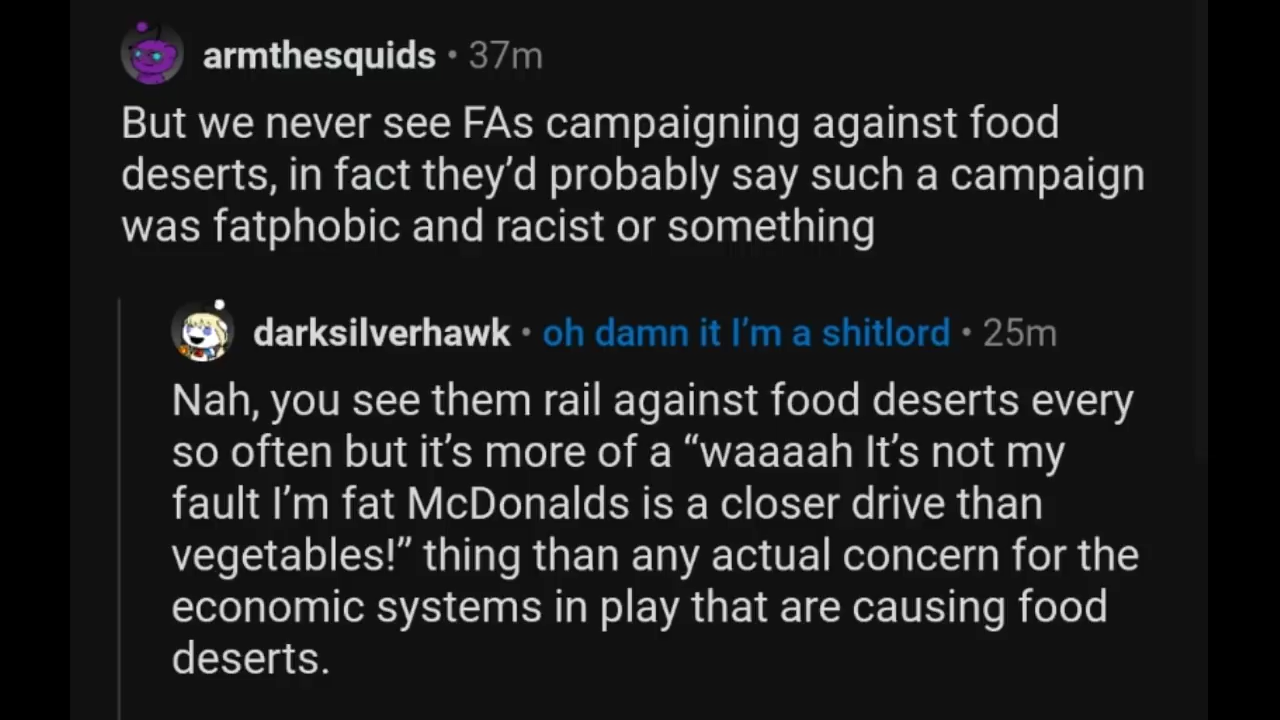 armthesquids • 37m
But we never see FAs campaigning against food
deserts, in fact they’d probably say such a campaign
was fatphobic and racist or something
darksilverhawk • oh damn it I’m a shitlord • 25m
Nah, you see them rail against food deserts every
so often but it’s more of a “waaaah It’s not my
fault I’m fat McDonalds is a closer drive than
vegetables!” thing than any actual concern for the
economic systems in play that are causing food
deserts.